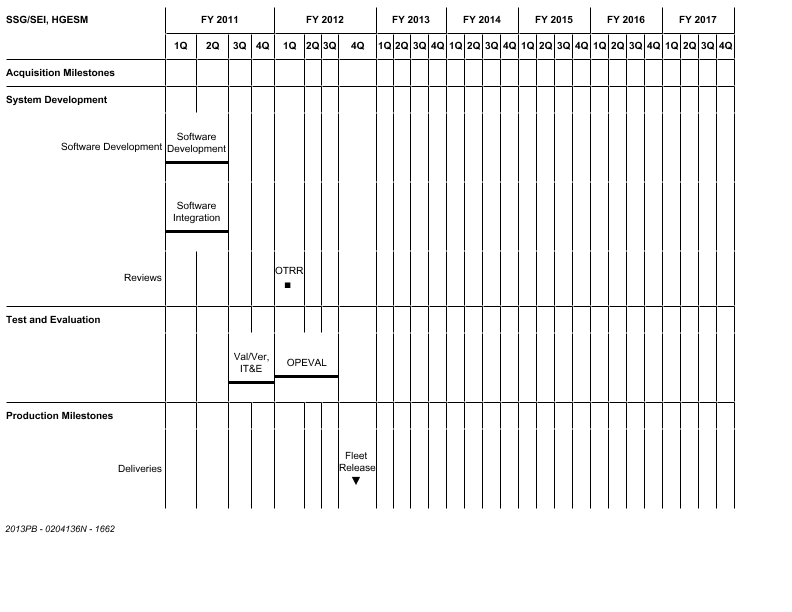 SSG/SEI, HGESM FY 2011 FY 2012 FY 2013 FY 2014 FY 2015 FY 2016 FY 2017
1Q 2Q 3Q 4Q 1Q 2Q 3Q 4Q 1Q 2Q 3Q 4Q 1Q 2Q 3Q 4Q 1Q 2Q 3Q 4Q 1Q 2Q 3Q 4Q 1Q 2Q 3Q 4Q
Acquisition Milestones
System Development
Software Development
Software
Development
Software
Integration
Reviews
OTRR
Test and Evaluation
Val/Ver,
IT&E
OPEVAL
Production Milestones
Deliveries
Fleet
Release
2013PB - 0204136N - 1662